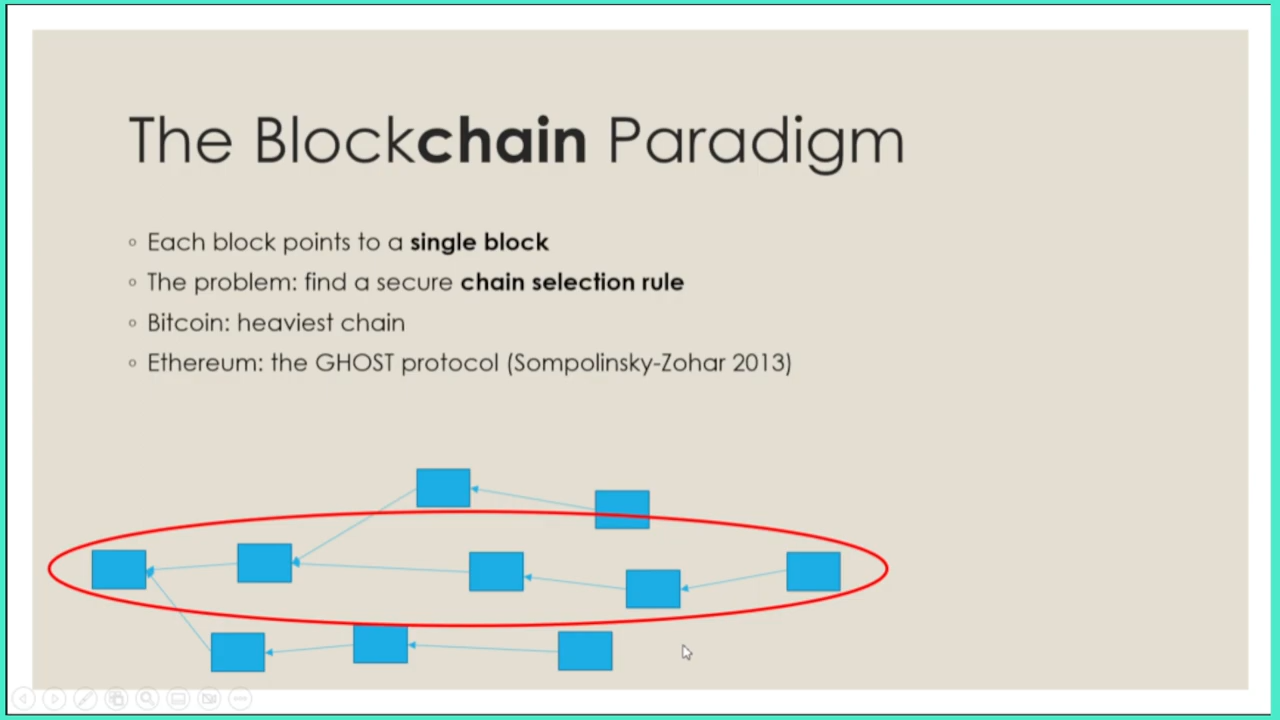 The Blockchain Paradigm
◦ Each block points to a single block
◦ The problem: find a secure chain selection rule
◦ Bitcoin: heaviest chain
◦ Ethereum: the GHOST protocol (Sompolinsky-Zohar 2013)